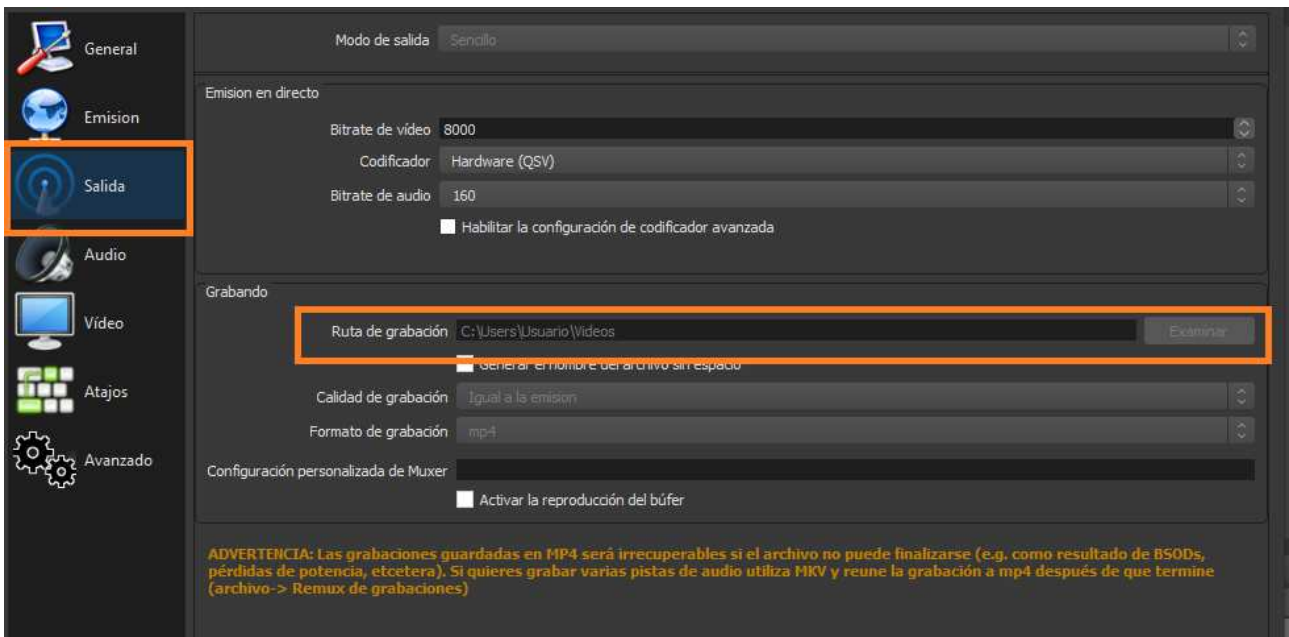 General
Emision
Salida
Audio
Vídeo
Atajos
Avanzado
Modo de salida Sencillo
Emision en directo
Bitrate de vídeo 8000
Codificador Hardware (QSV)
Bitrate de audio 160
Habilitar la configuración de codificador avanzada
Grabando
Ruta de grabación C:\Users\Usuario\Videos Examinar
Generar el nombre del archivo sin espacio
Calidad de grabación Igual a la emision
Formato de grabación mp4
Configuración personalizada de Muxer
Activar la reproducción del búfer
ADVERTENCIA: Las grabaciones guardadas en MP4 será irrecuperables si el archivo no puede finalizarse (e.g. como resultado de BSODs,
pérdidas de potencia, etcetera). Si quieres grabar varias pistas de audio utiliza MKV y reune la grabación a mp4 después de que termine
(archivo-> Remux de grabaciones)